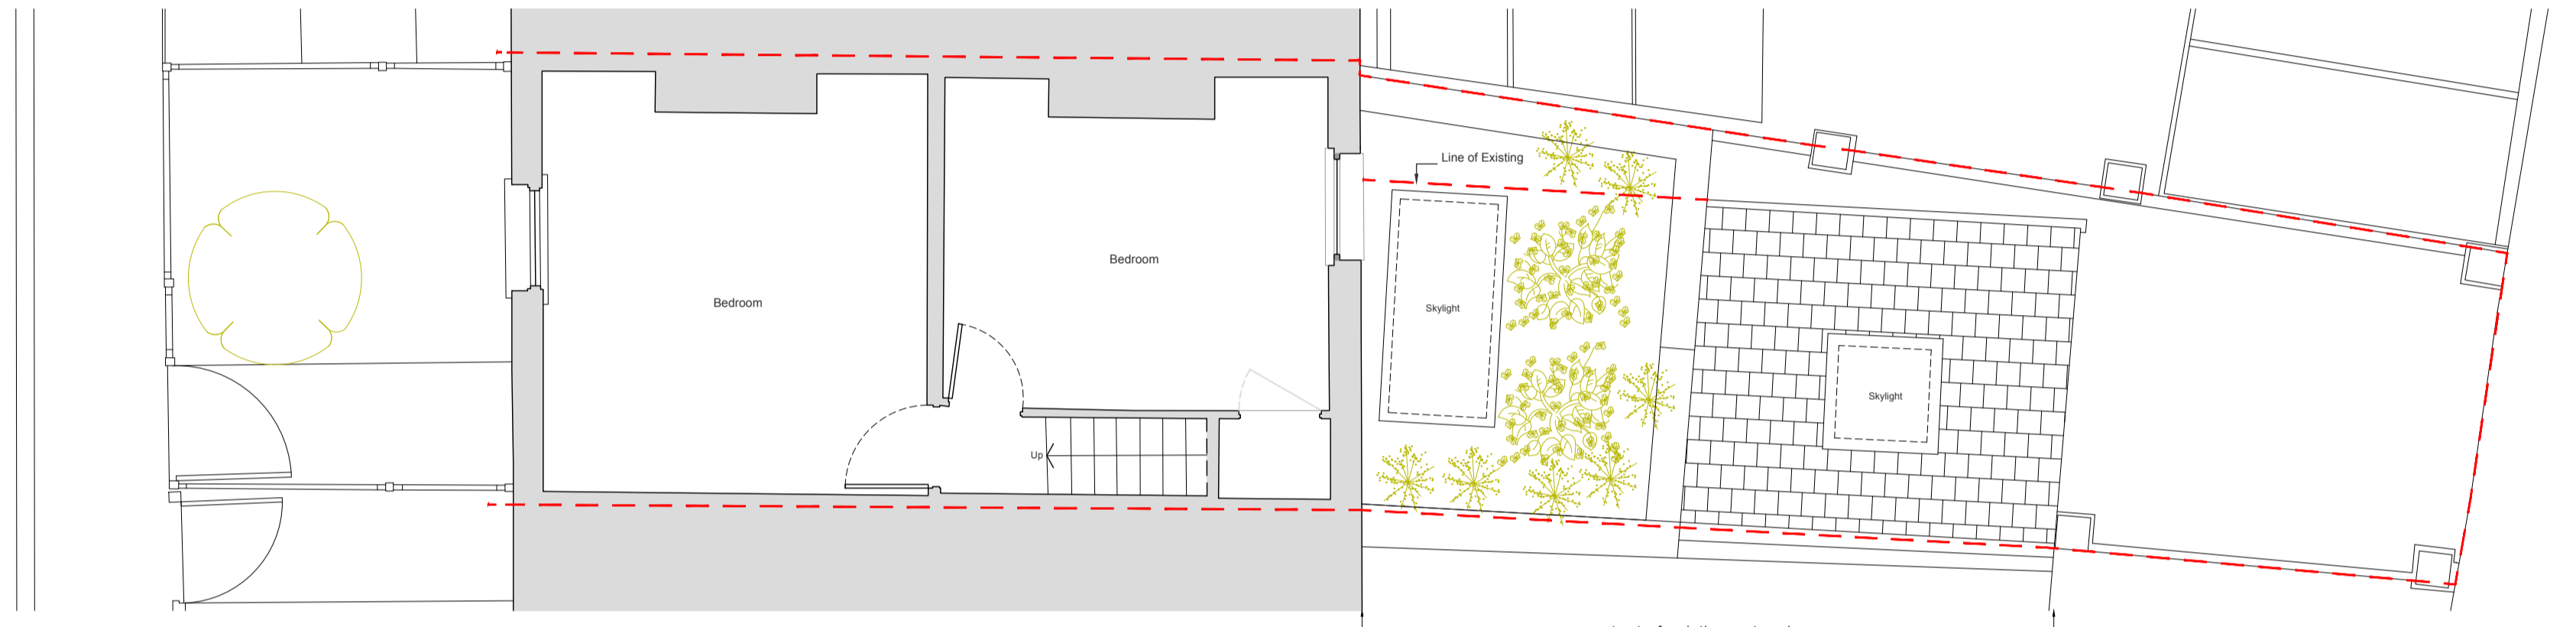 Line of Existing
Bedroom
Bedroom
Skylight
Skylight
Up